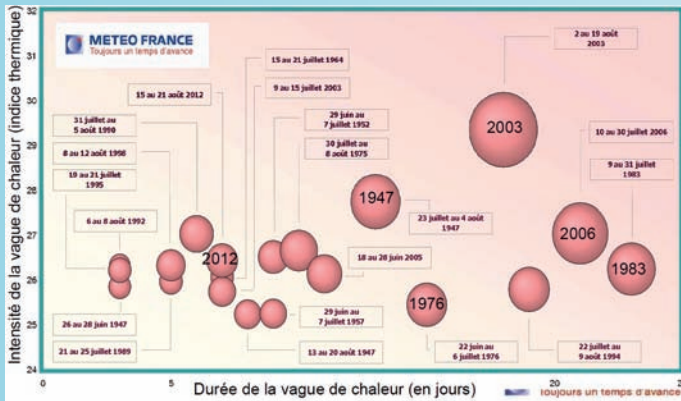 METEO FRANCE
Toujours un temps d'avance
Intensité de la vague de chaleur (indice thermique)
32
31
30
29
28
27
26
25
24
15 au 21 juillet 1964
2 au 19 août
2003
15 au 21 août 2012
9 au 15 juillet 2003
31 juillet au
5 août 1990
29 juin au
7 juillet 1952
10 au 30 juillet 2006
8 au 12 août 1998
30 juillet au
8 août 1975
9 au 31 juillet
1983
19 au 21 juillet
1995
6 au 8 août 1992
23 juillet au 4 août
1947
18 au 28 juin 2005
2003
1947
2012
2006
1983
1976
26 au 28 juin 1947
29 juin au
7 juillet 1957
21 au 25 juillet 1989
13 au 20 août 1947
22 juin au
6 juillet 1976
22 juillet au
9 août 1994
0
5
20
Durée de la vague de chaleur (en jours)
Toujours un temps d'avance